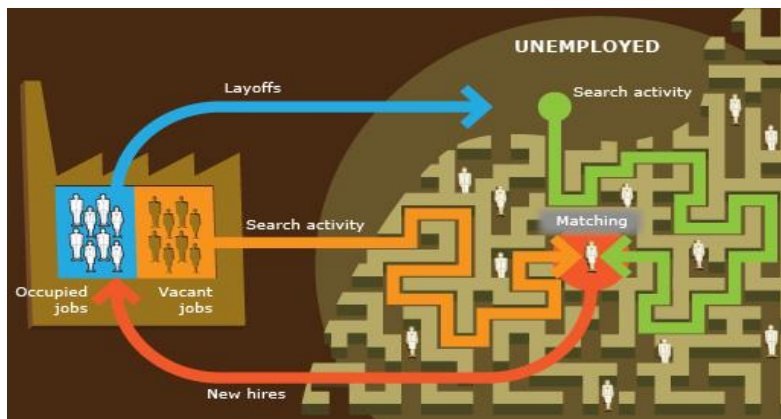 UNEMPLOYED
Layoffs
Search activity
Search activity
Matching
Occupied
jobs
Vacant
jobs
New hires